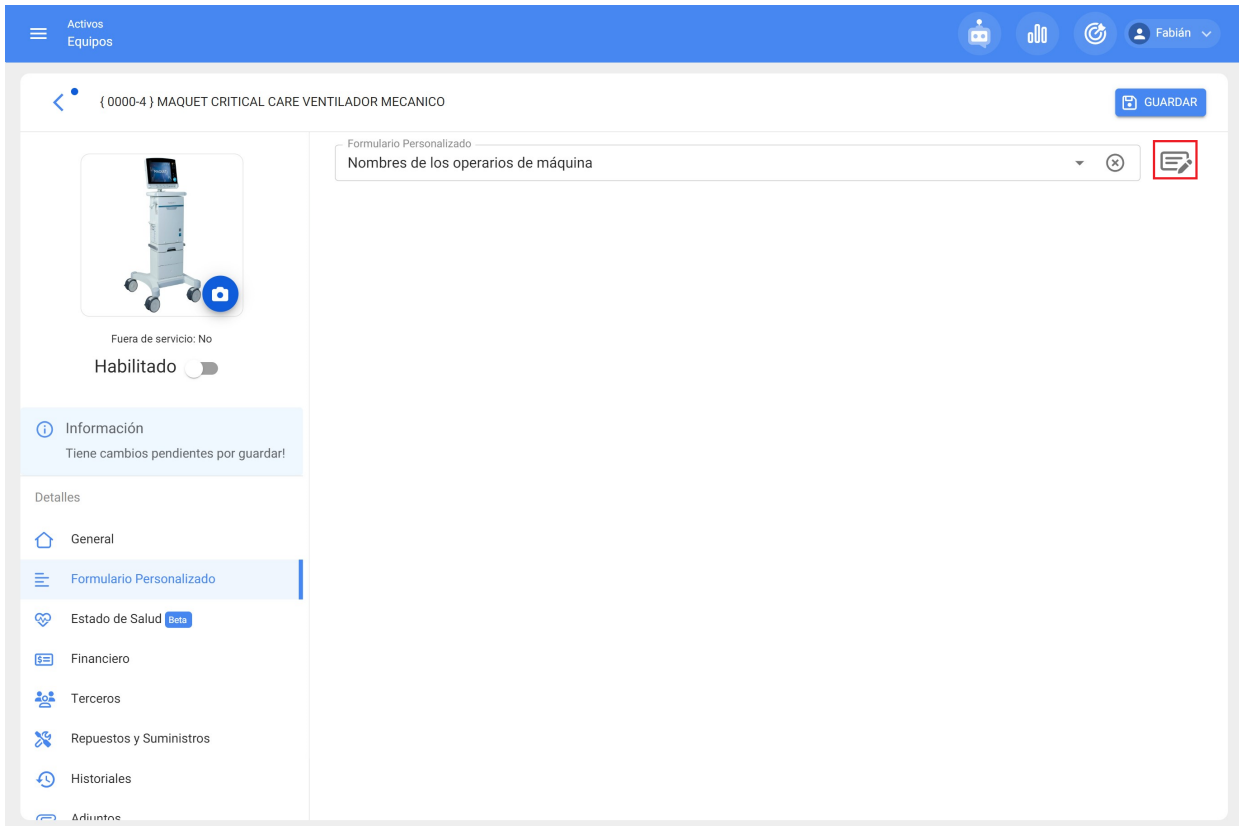 Activos
Equipos
Fabián
{ 0000-4 } MAQUET CRITICAL CARE VENTILADOR MECANICO
GUARDAR
Formulario Personalizado
Nombres de los operarios de máquina
Fuera de servicio: No
Habilitado
Información
Tiene cambios pendientes por guardar!
Detalles
General
Formulario Personalizado
Estado de Salud Beta
Financiero
Terceros
Repuestos y Suministros
Historiales
Adjuntos